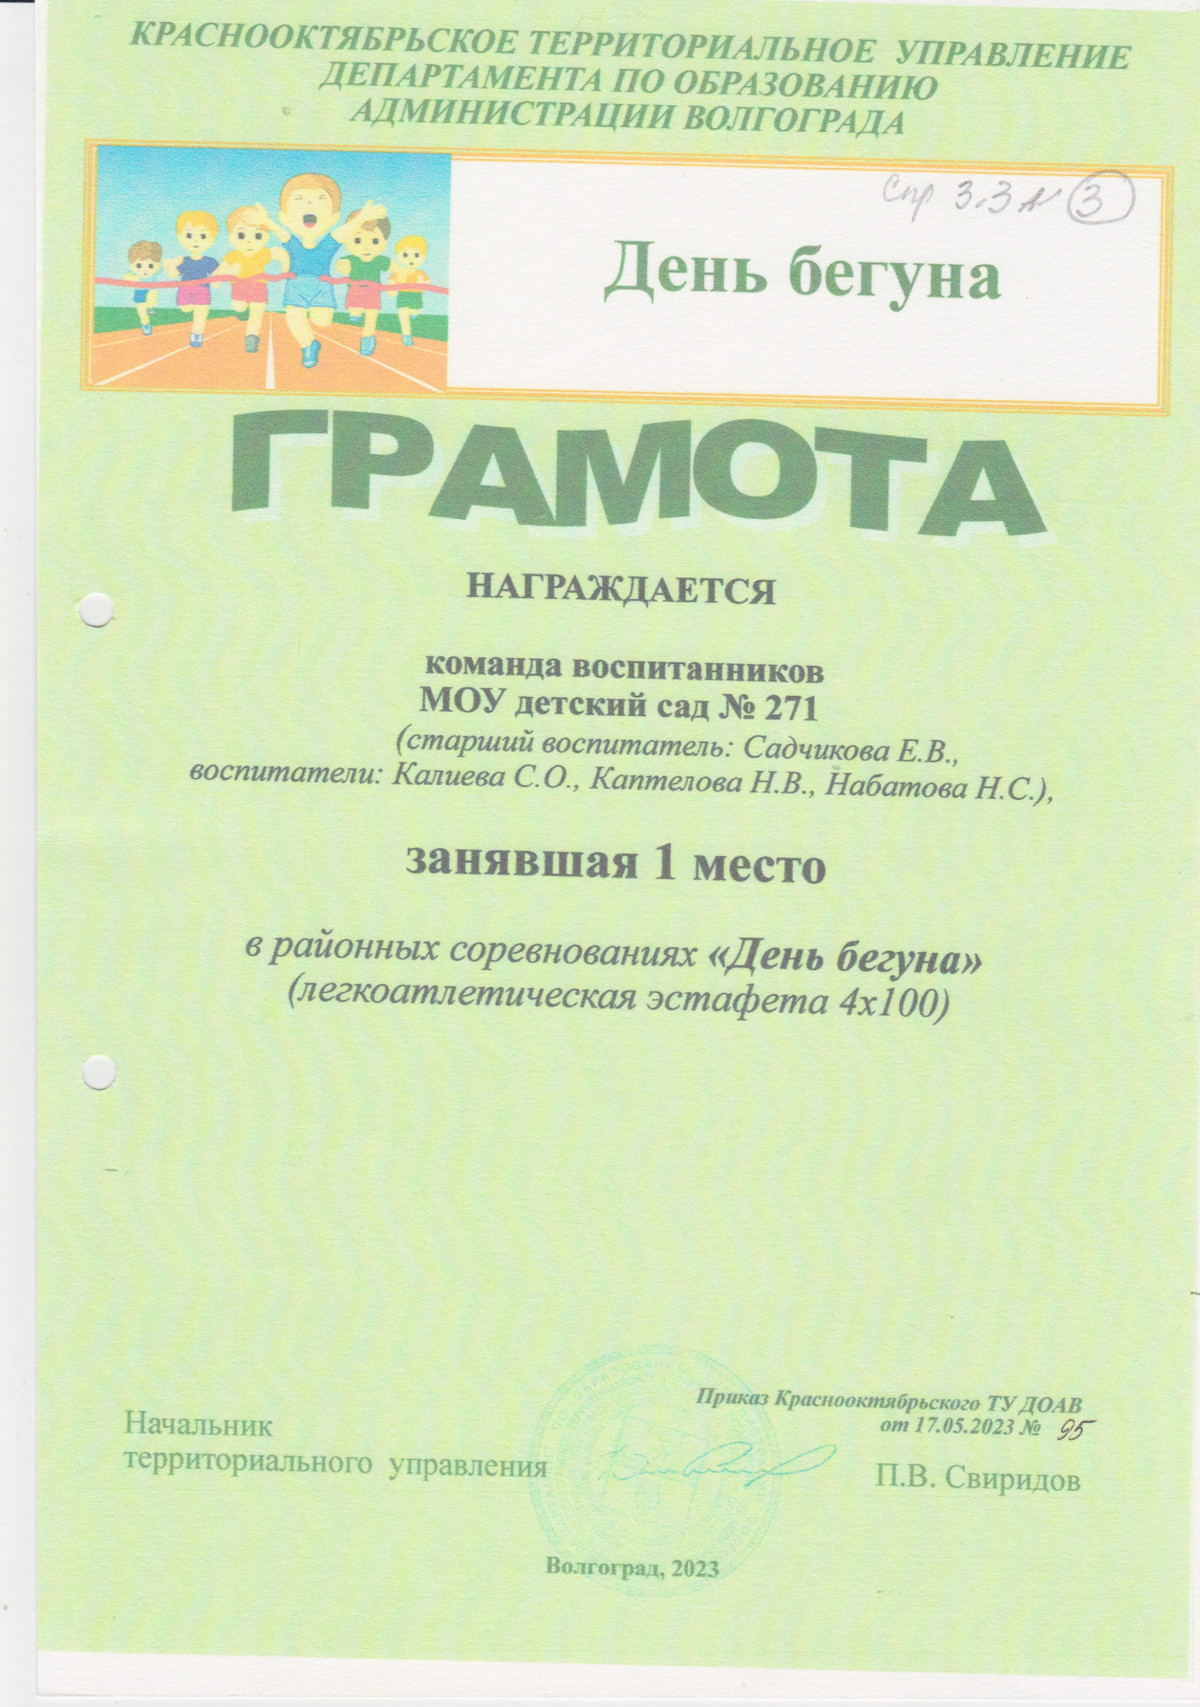 КРАСНООКТЯБРЬСКОЕ ТЕРРИТОРИАЛЬНОЕ УПРАВЛЕНИЕ
ДЕПАРТАМЕНТА ПО ОБРАЗОВАНИЮ
АДМИНИСТРАЦИИ ВОЛГОГРАДА
Спр 3.3 3
День бегуна
ГРАМОТА
НАГРАЖДАЕТСЯ
команда воспитанников
МОУ детский сад № 271
(старший воспитатель: Садчикова Е.В.,
воспитатели: Калиева С.О., Каптелова Н.В., Набатова Н.С.),
занявшая 1 место
в районных соревнованиях «День бегуна»
(легкоатлетическая эстафета 4х100)
Приказ Краснооктябрьского ТУ ДОАВ
от 17.05.2023 № 95
Начальник
территориального управления
П.В. Свиридов
Волгоград, 2023